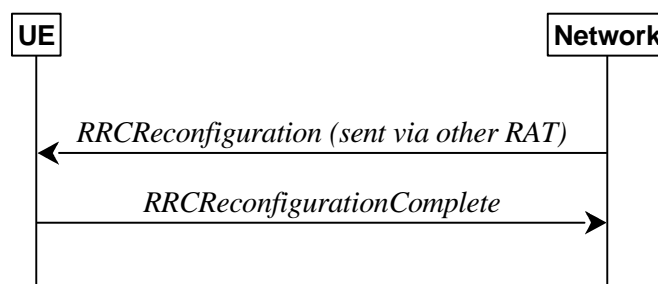 UE
Network
RRCReconfiguration (sent via other RAT)
RRCReconfigurationComplete